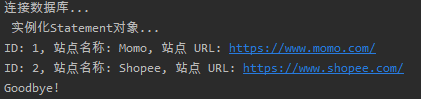 连接数据库...
实例化Statement对象...
ID: 1, 站点名称: Momo, 站点 URL: https://www.momo.com/
ID: 2, 站点名称: Shopee, 站点 URL: https://www.shopee.com/
Goodbye!